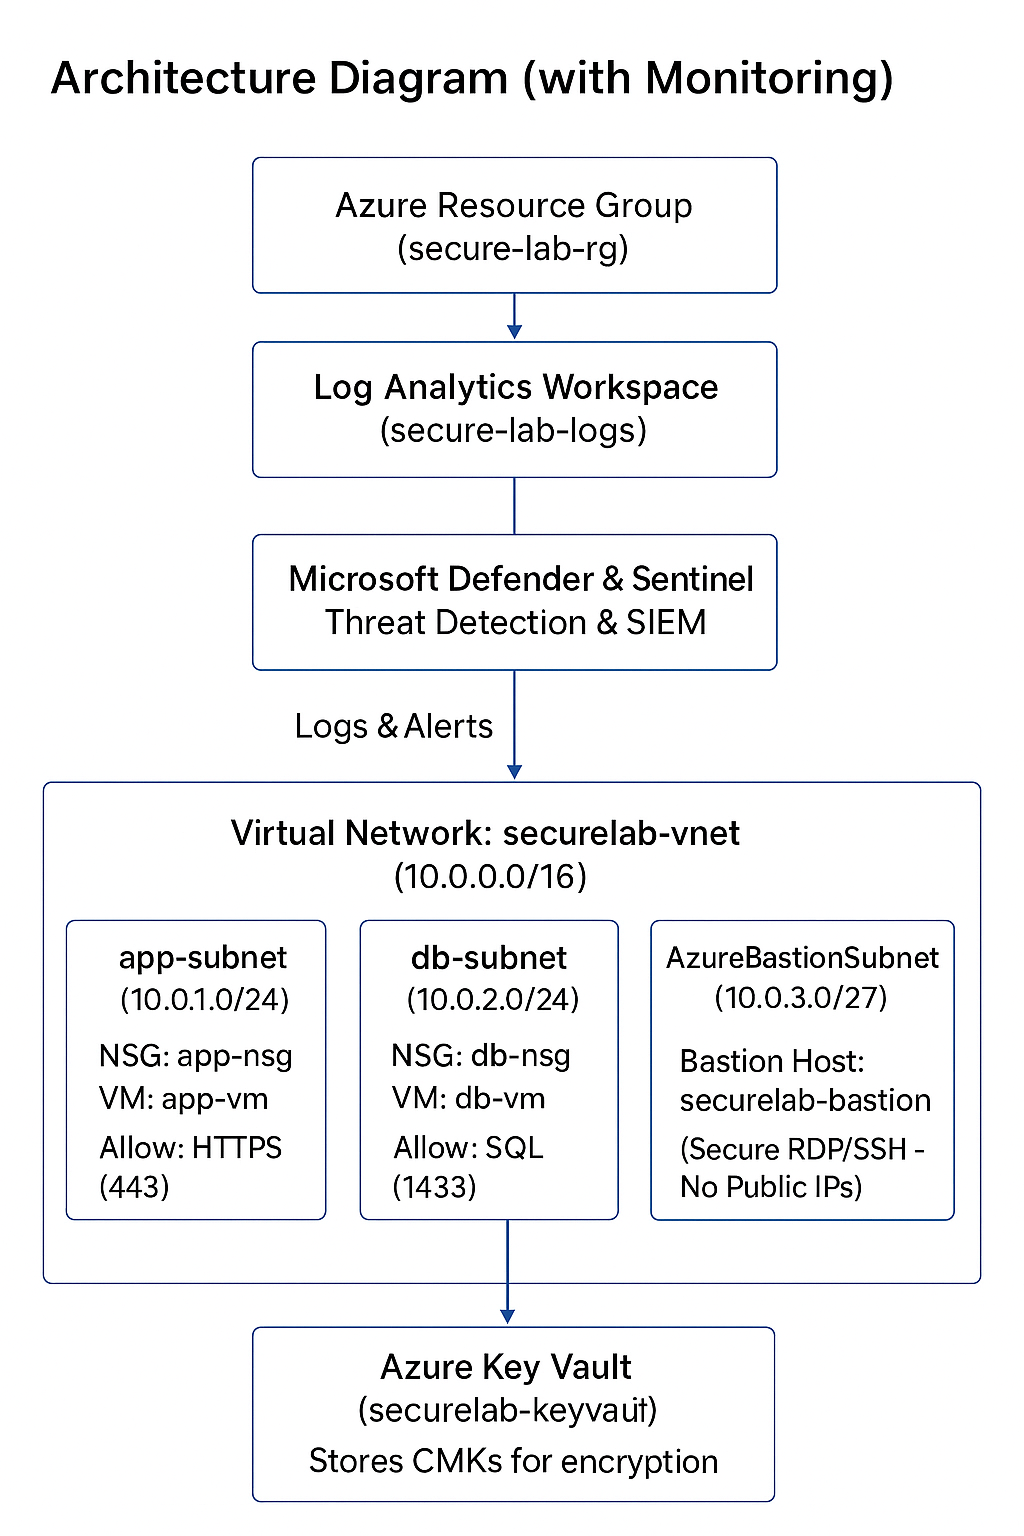 Architecture Diagram (with Monitoring)
Azure Resource Group
(secure-lab-rg)
Log Analytics Workspace
(secure-lab-logs)
Microsoft Defender & Sentinel
Threat Detection & SIEM
Logs & Alerts
Virtual Network: securelab-vnet
(10.0.0.0/16)
app-subnet
(10.0.1.0/24)
NSG: app-nsg
VM: app-vm
Allow: HTTPS
(443)
db-subnet
(10.0.2.0/24)
NSG: db-nsg
VM: db-vm
Allow: SQL
(1433)
AzureBastionSubnet
(10.0.3.0/27)
Bastion Host:
securelab-bastion
(Secure RDP/SSH -
No Public IPs)
Azure Key Vault
(securelab-keyvault)
Stores CMKs for encryption